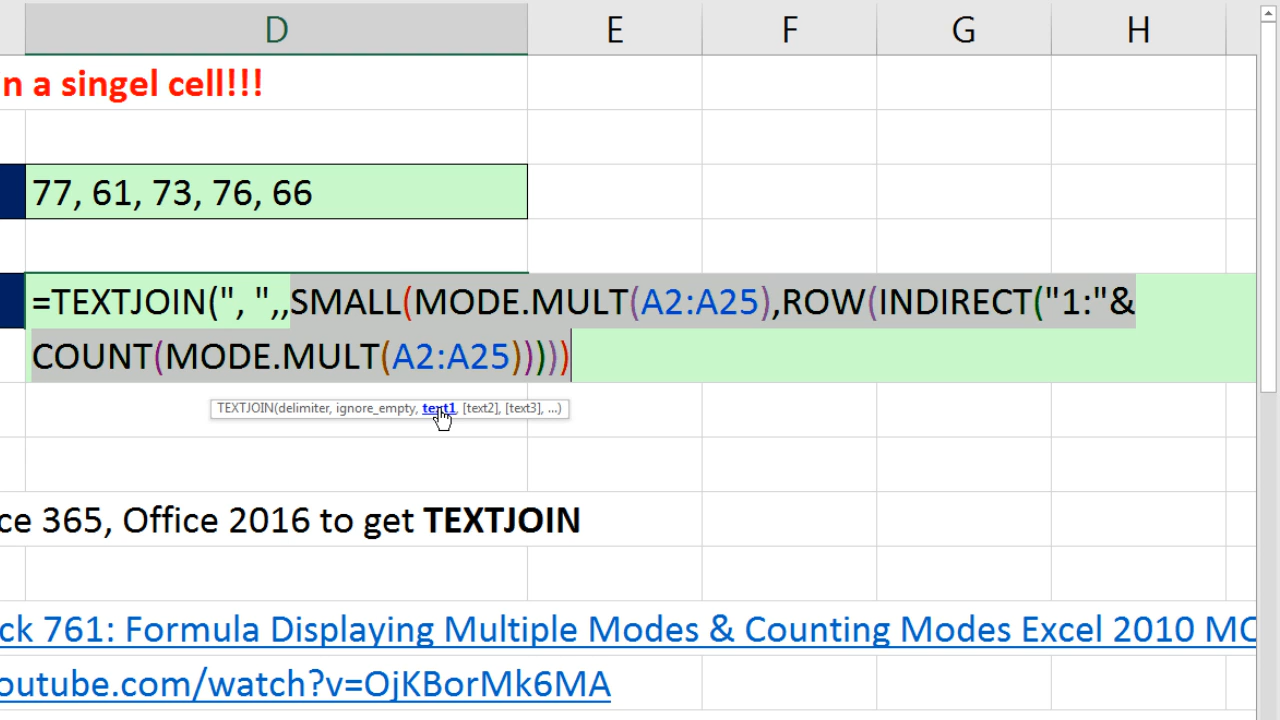 D E F G H
n a singel cell!!!
77, 61, 73, 76, 66
=TEXTJOIN(", ",,SMALL(MODE.MULT(A2:A25),ROW(INDIRECT("1:"&
COUNT(MODE.MULT(A2:A25)))))
TEXTJOIN(delimiter, ignore_empty, text1, [text2], [text3], ...)
ce 365, Office 2016 to get TEXTJOIN
ck 761: Formula Displaying Multiple Modes & Counting Modes Excel 2010 MO
outube.com/watch?v=OjKBorMk6MA